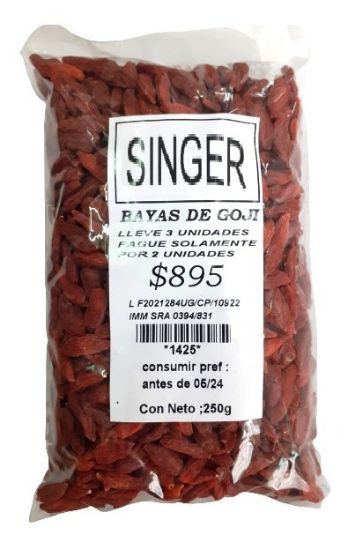 SINGER
BAYAS DE GOJI
LLEVE 3 UNIDADES
PAGUE SOLAMENTE
POR 2 UNIDADES
$895
L F2021284UG/CP/10922
IMM SRA 0394/831
*1425*
consumir pref :
antes de 05/24
Con Neto ;250g